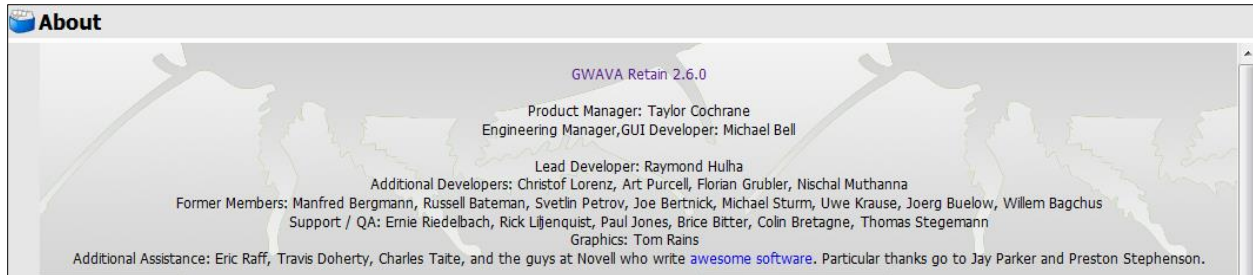 About
GWAVA Retain 2.6.0
Product Manager: Taylor Cochrane
Engineering Manager,GUI Developer: Michael Bell
Lead Developer: Raymond Hulha
Additional Developers: Christof Lorenz, Art Purcell, Florian Grubler, Nischal Muthanna
Former Members: Manfred Bergmann, Russell Bateman, Svetlin Petrov, Joe Bertnick, Michael Sturm, Uwe Krause, Joerg Buelow, Willem Bagchus
Support / QA: Ernie Riedelbach, Rick Liljenquist, Paul Jones, Brice Bitter, Colin Bretagne, Thomas Stegemann
Graphics: Tom Rains
Additional Assistance: Eric Raff, Travis Doherty, Charles Taite, and the guys at Novell who write awesome software. Particular thanks go to Jay Parker and Preston Stephenson.